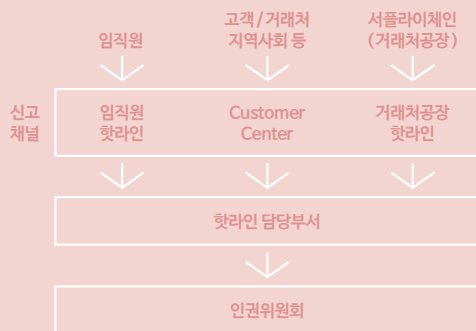 임직원
고객 / 거래처
지역사회 등
서플라이체인
( 거래처공장 )
신고
채널
임직원
핫라인
Customer
Center
거래처공장
핫라인
핫라인 담당부서
인권위원회